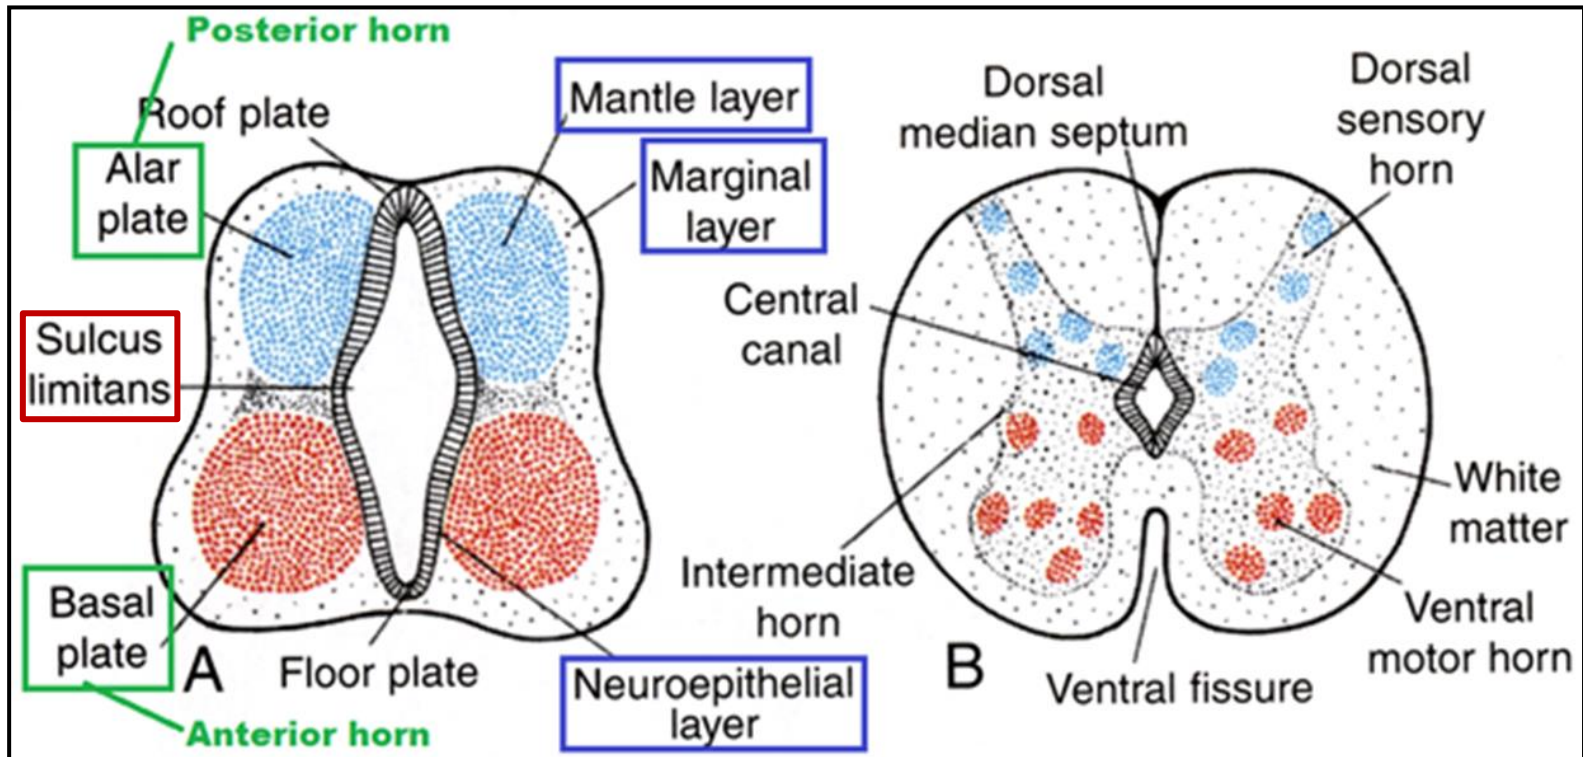 Posterior horn
Roof plate
Alar
plate
Mantle layer
Marginal
layer
Sulcus
limitans
Basal
plate
A
Floor plate
Neuroepithelial
layer
Anterior horn
Dorsal
median septum
Dorsal
sensory
horn
Central
canal
Intermediate
horn
White
matter
Ventral
motor horn
B
Ventral fissure